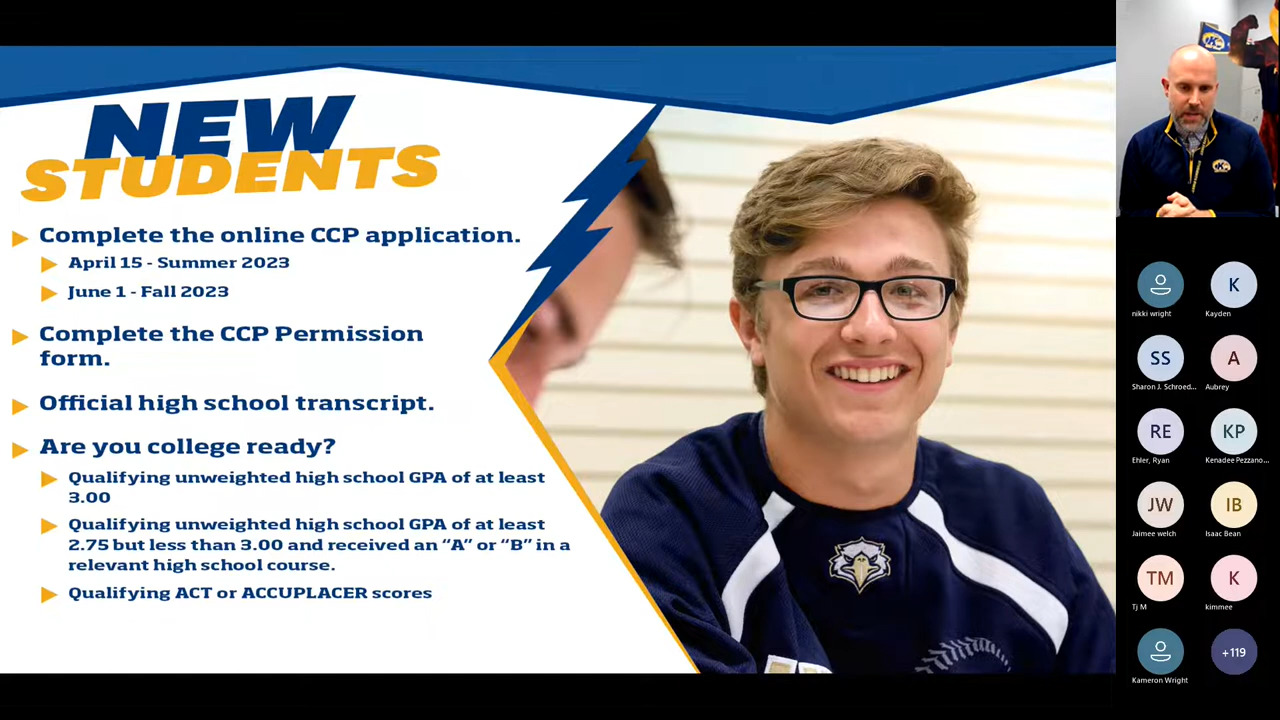 NEW
STUDENTS
Complete the online CCP application.
April 15 - Summer 2023
June 1 - Fall 2023
Complete the CCP Permission
form.
Official high school transcript.
Are you college ready?
Qualifying unweighted high school GPA of at least
3.00
Qualifying unweighted high school GPA of at least
2.75 but less than 3.00 and received an “A” or “B” in a
relevant high school course.
Qualifying ACT or ACCUPLACER scores
K
K
nikki wright
K
Kayden
SS
Sharon J. Schroed...
A
Aubrey
RE
Ehler, Ryan
KP
Kenadee Pezzano...
JW
Jaimee welch
IB
Isaac Bean
TM
Tj M
K
kimmee
Kameron Wright
+119